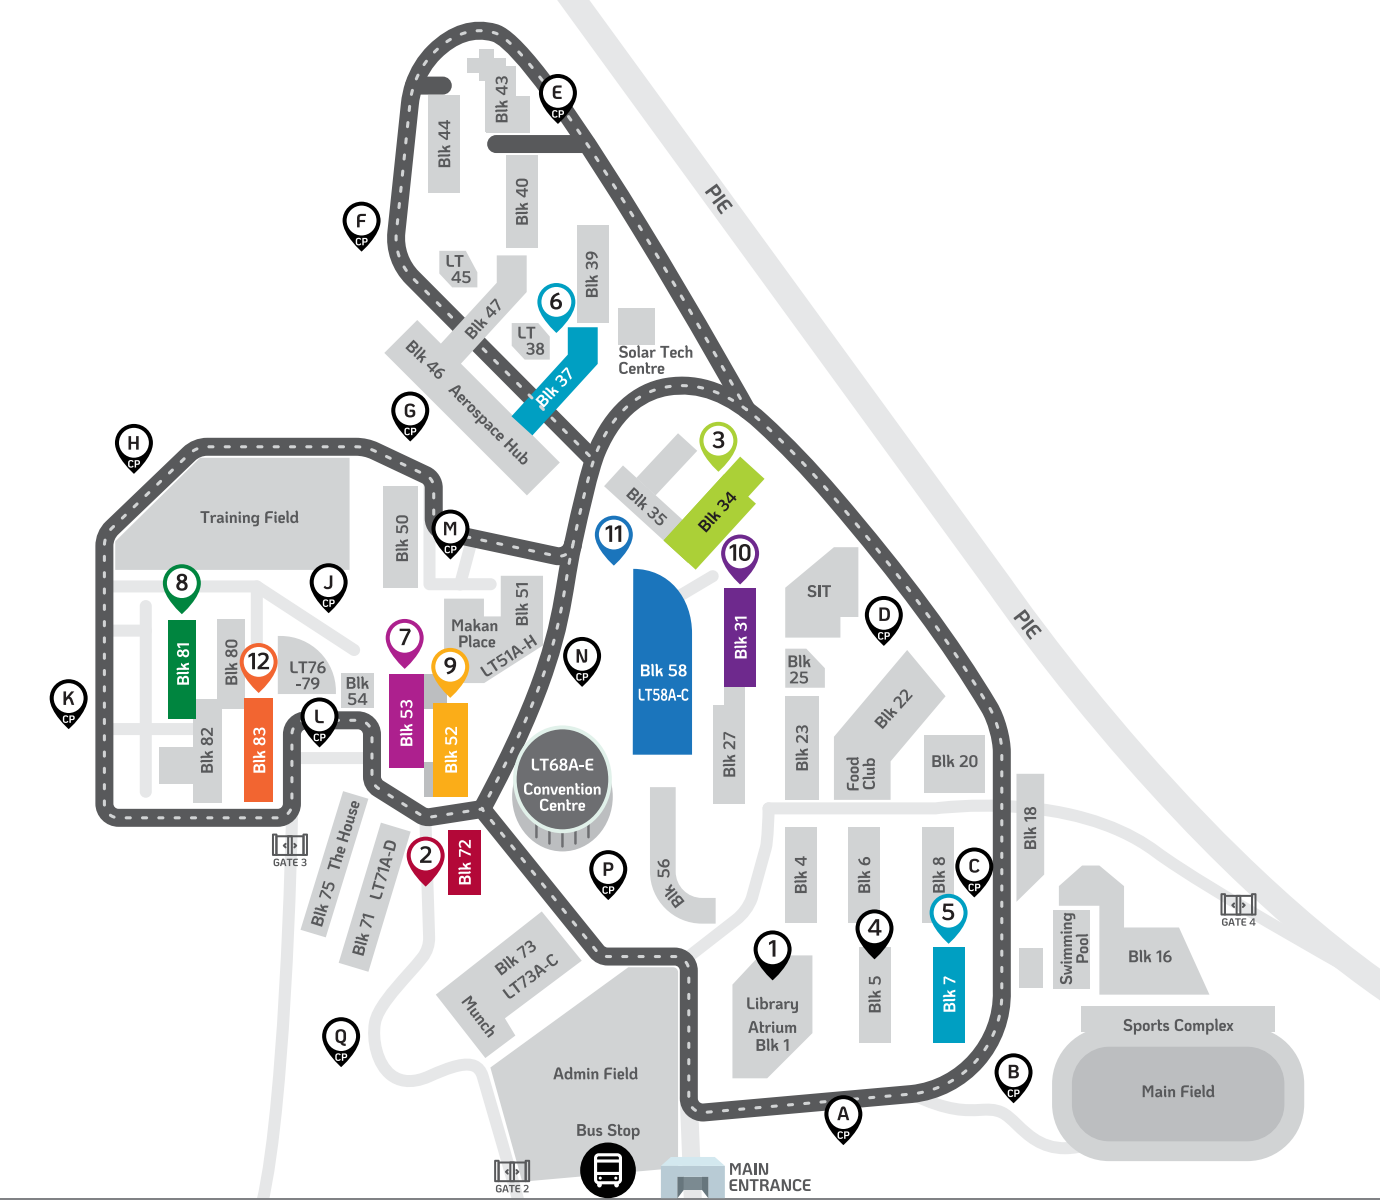 Blk 43
E
CP
Blk 44
Blk 40
PIE
F
CP
LT
45
Blk 39
6
Blk 47
LT
38
Solar Tech
Centre
Blk 46 Aerospace Hub
Blk 37
G
CP
H
CP
3
Blk 35
Blk 34
Training Field
Blk 50
M
CP
11
10
8
J
CP
Blk 51
Makan
Place
LT51A-H
SIT
D
CP
PIE
Blk 81
Blk 80
12
LT76
-79
7
9
N
CP
Blk 58
LT58A-C
Blk 31
Blk
25
Blk
54
K
CP
L
CP
Blk 82
Blk 83
Blk 53
Blk 52
Blk 22
Blk 27
Blk 23
Food
Club
Blk 20
LT68A-E
Convention
Centre
Blk 18
GATE 3
Blk 75 The House
Blk 71 LT71A-D
2
Blk 72
P
CP
Blk 56
Blk 4
Blk 6
Blk 8
C
CP
GATE 4
5
4
1
Blk 73
LT73A-C
Munch
Swimming
Pool
Blk 16
Library
Atrium
Blk 1
Blk 5
Blk 7
Sports Complex
Q
CP
Admin Field
B
CP
Main Field
A
CP
Bus Stop
GATE 2
MAIN
ENTRANCE